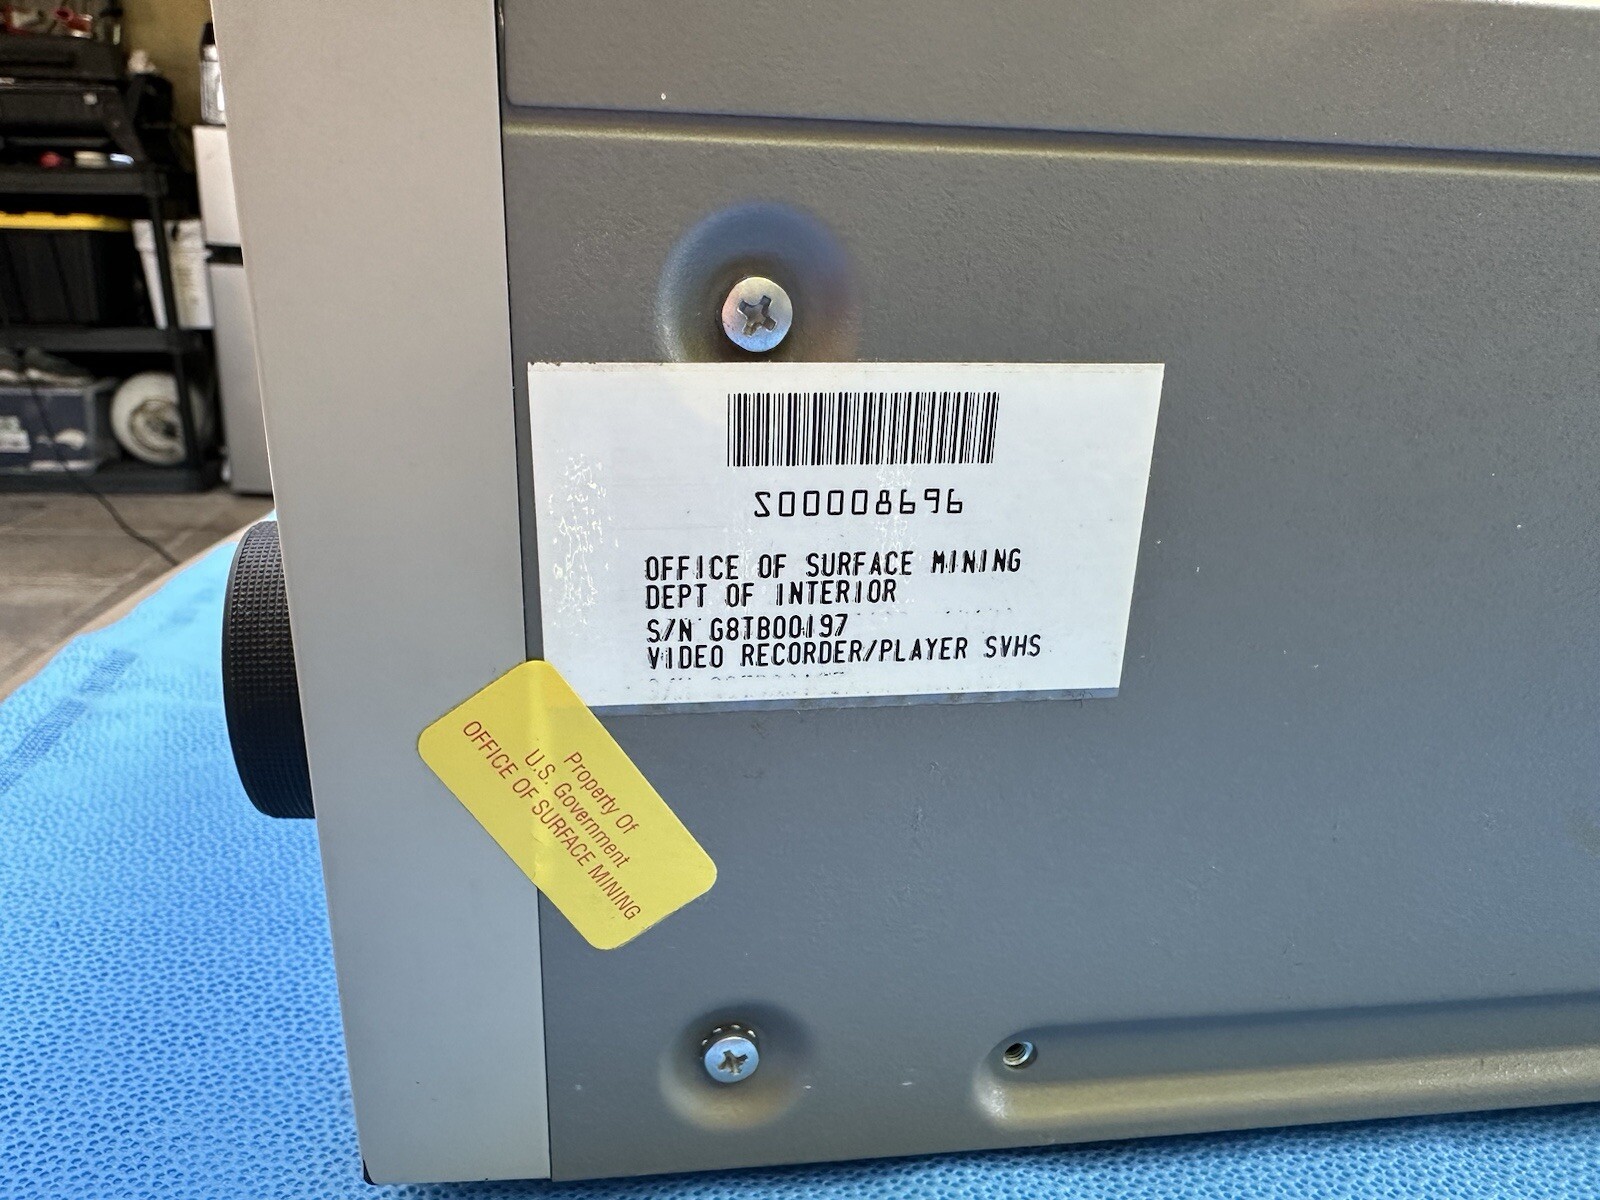 S00008696
OFFICE OF SURFACE MINING
DEPT OF INTERIOR
S/N G8TB00197
VIDEO RECORDER/PLAYER SVHS
Property Of
U.S. Government
OFFICE OF SURFACE MINING